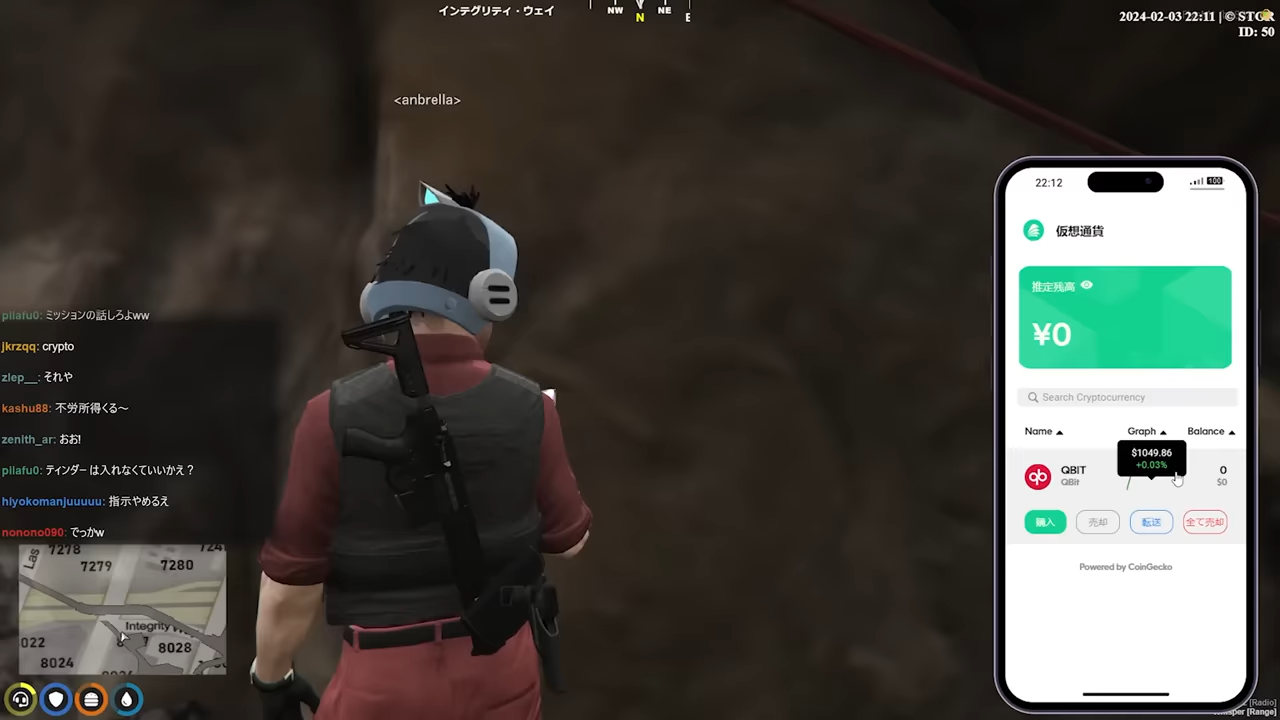 インテグリティ・ウェイ
NW N NE E
2024-02-03 22:11 | © STGR
ID: 50
<anbrella>
pilafu0: ミッションの話しろよww
jkrzqq: crypto
zlep__: それや
kashu88: 不労所得くる～
zenith_ar: おお!
pilafu0: ティンダー は入れなくていいかえ？
hiyokomanjuuuuu: 指示やめるえ
nonono090: でっかw
7278
7279
7280
Las
Integrity
022
8028
8024
22:12
100
仮想通貨
推定残高
¥0
Search Cryptocurrency
Name Graph Balance
$1049.86
+0.03%
qb QBIT 0
QBit $0
購入 売却 転送 全て売却
Powered by CoinGecko
[Radio]
Whisper [Range]